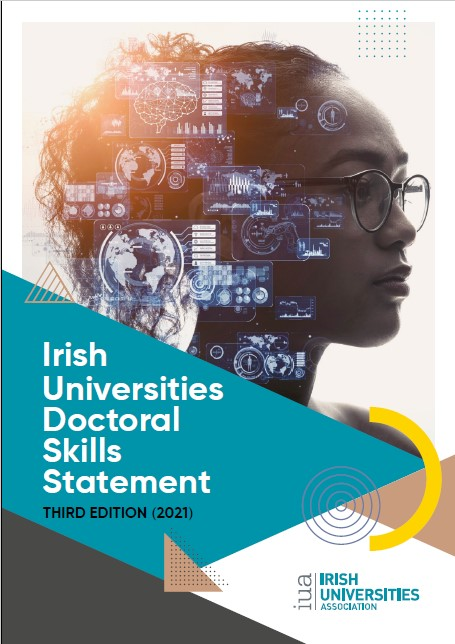 Irish
Universities
Doctoral
Skills
Statement
THIRD EDITION (2021)
iua
IRISH
UNIVERSITIES
ASSOCIATION